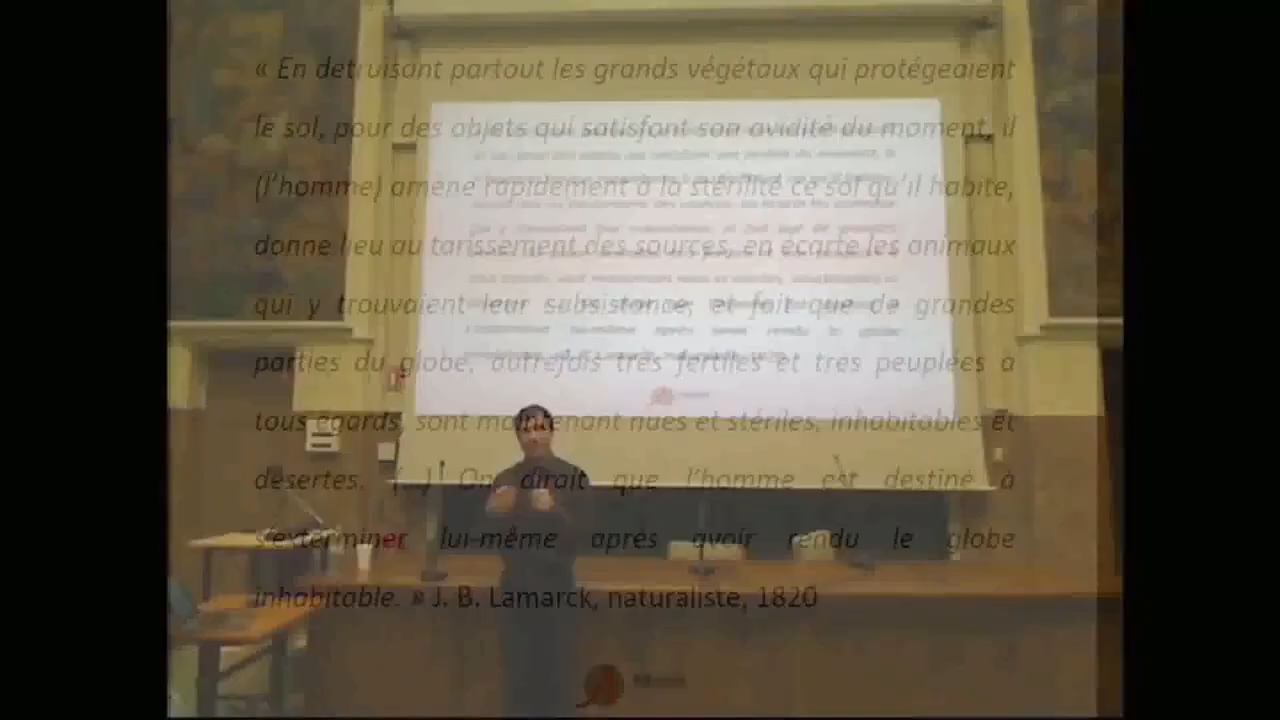 « En detruisant partout les grands végétaux qui protégeaient
le sol, pour des objets qui satisfont son avidité du moment, il
(l'homme) amène rapidement à la stérilité ce sol qu'il habite,
donne lieu au tarissement des sources, en écarte les animaux
qui y trouvaient leur subsistance, et fait que de grandes
parties du globe, autrefois très fertiles et tres peuplées a
tous egards, sont maintenant nues et stériles, inhabitables et
désertes. (…) On dirait que l'homme est destiné à
s'exterminer lui-même après avoir rendu le globe
inhabitable. » J. B. Lamarck, naturaliste, 1820